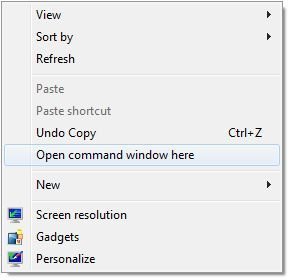 View
Sort by
Refresh
Paste
Paste shortcut
Undo Copy Ctrl+Z
Open command window here
New
Screen resolution
Gadgets
Personalize